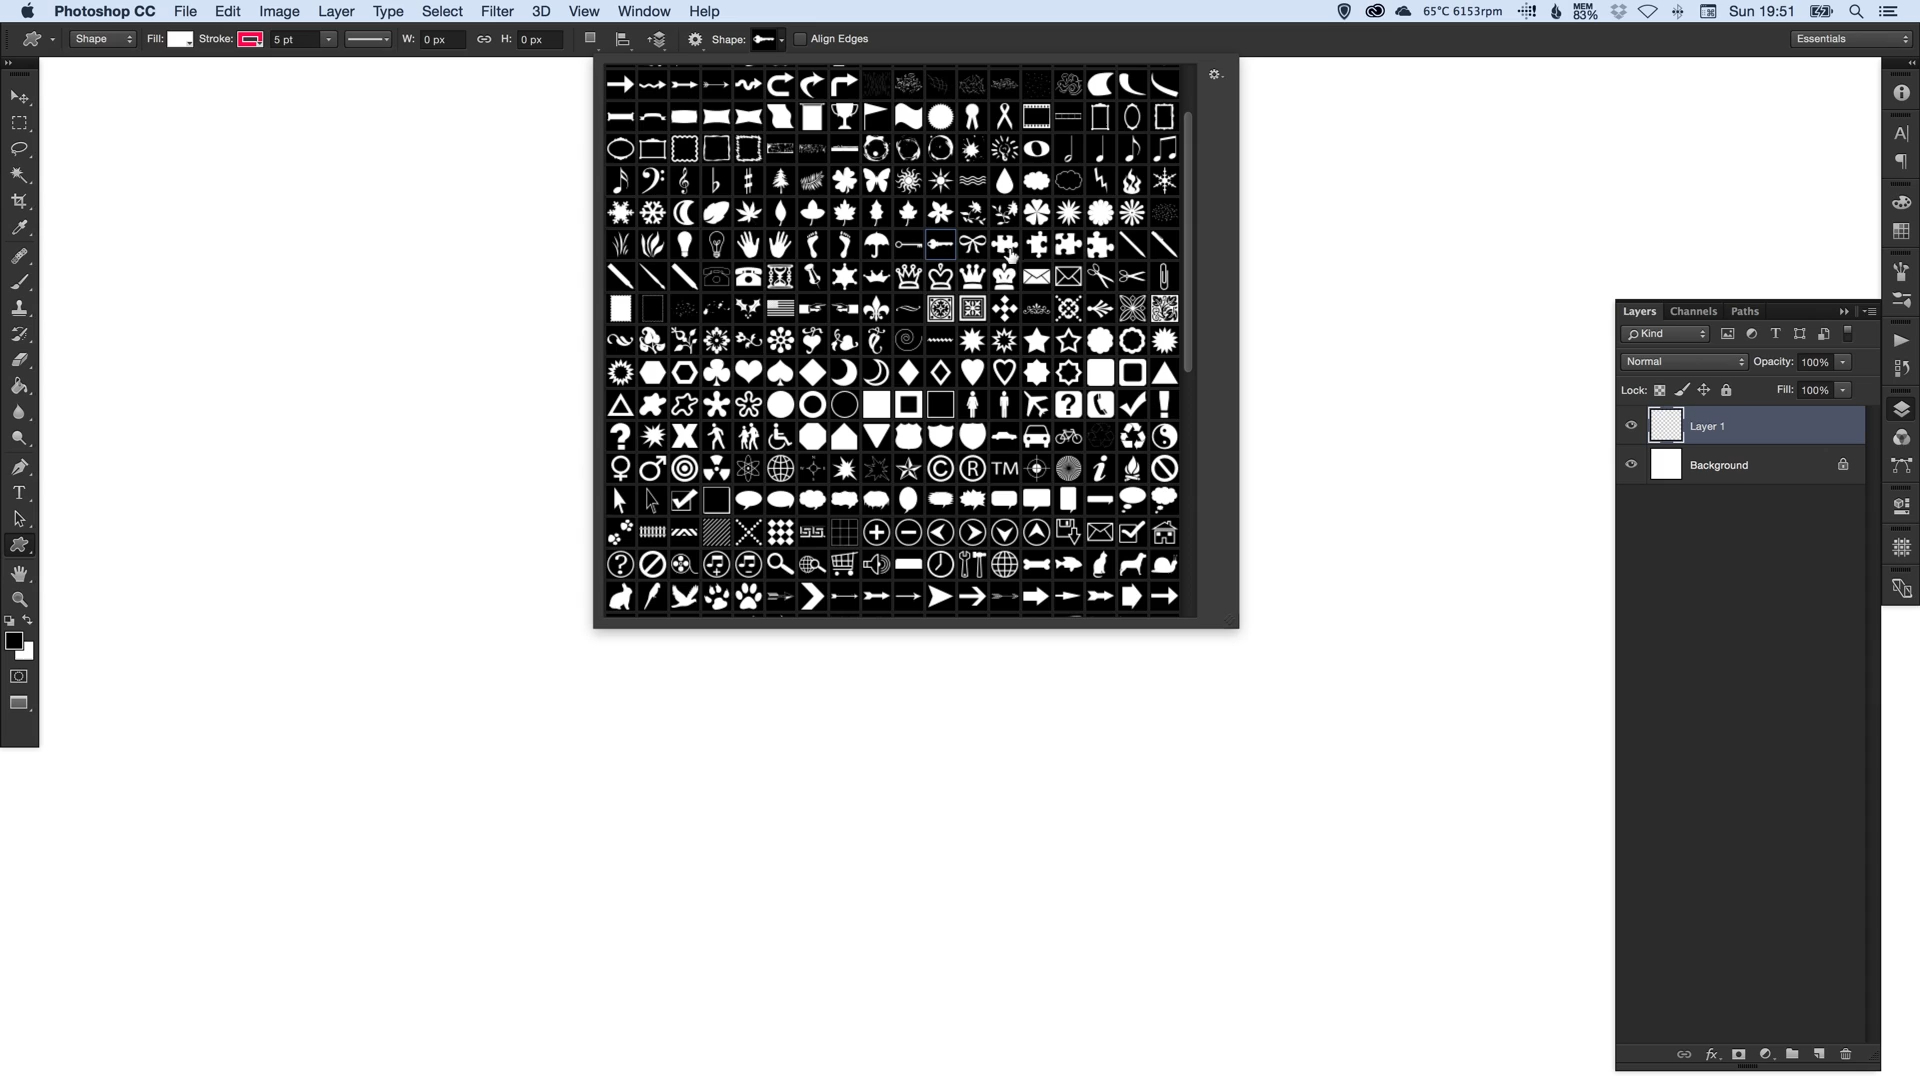 Photoshop CC File Edit Image Layer Type Select Filter 3D View Window Help 65°C 6153rpm MEM 83% Sun 19:51
Shape Fill: Stroke: 5 pt W: 0 px H: 0 px Shape: Align Edges Essentials
Layers Channels Paths
Kind
Normal Opacity: 100%
Lock: Fill: 100%
Layer 1
Background
TM
fx